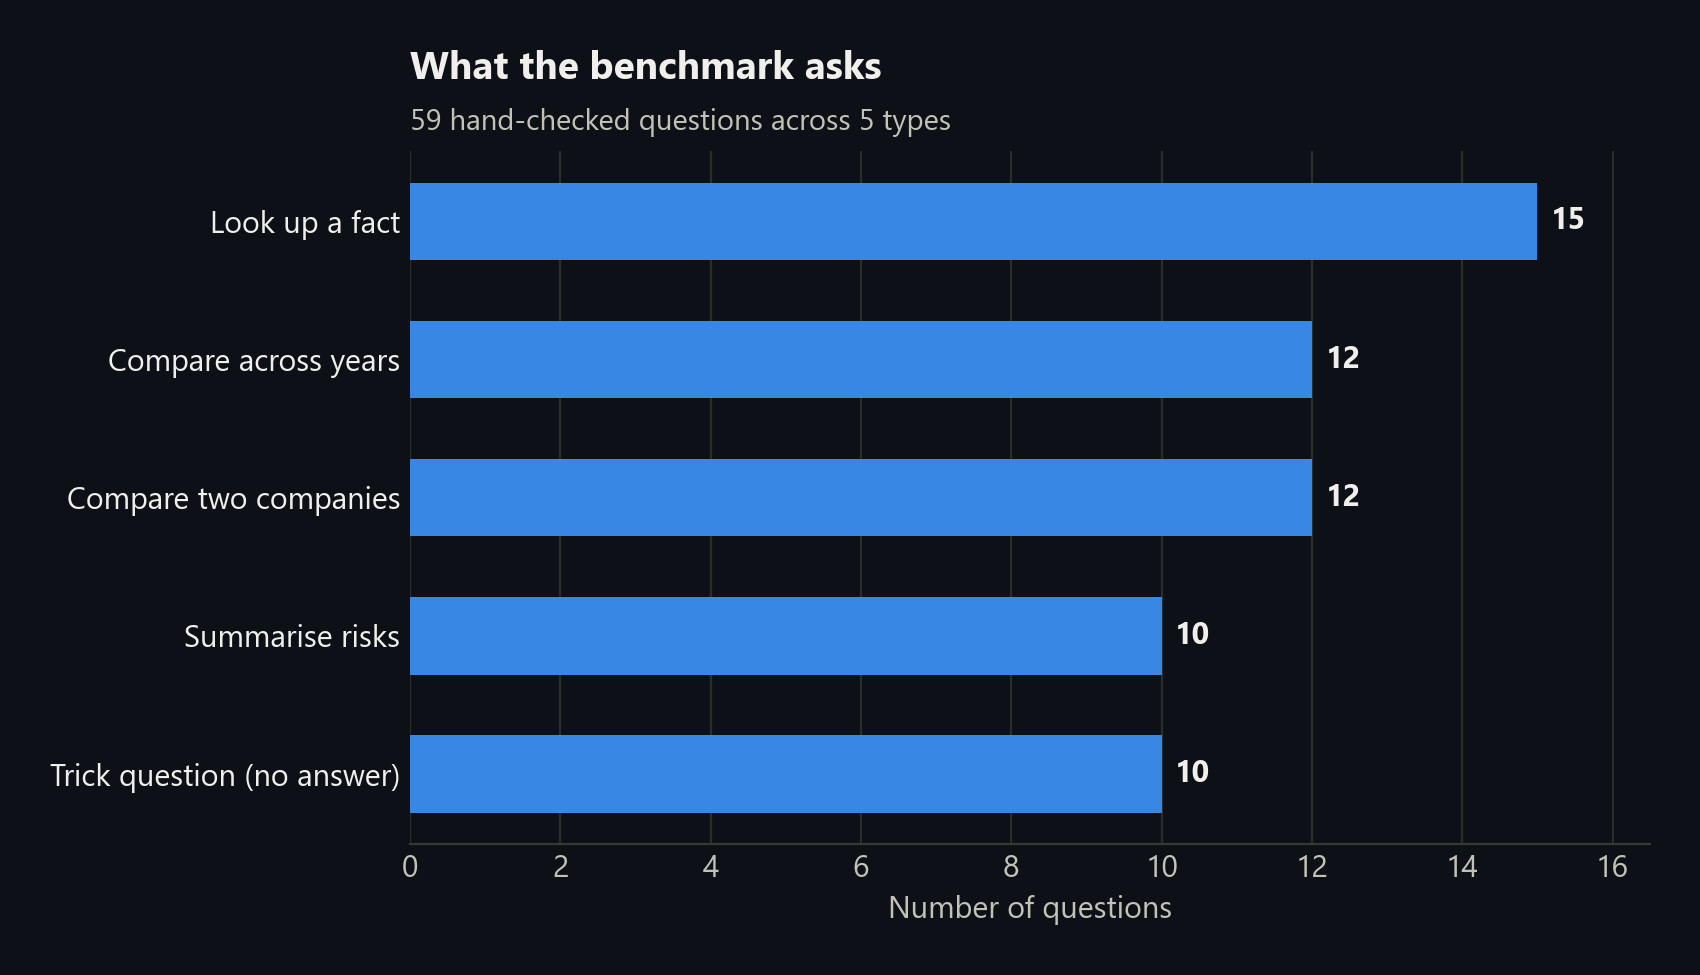 What the benchmark asks
59 hand-checked questions across 5 types
Look up a fact
15
Compare across years
12
Compare two companies
12
Summarise risks
10
Trick question (no answer)
10
0 2 4 6 8 10 12 14 16
Number of questions